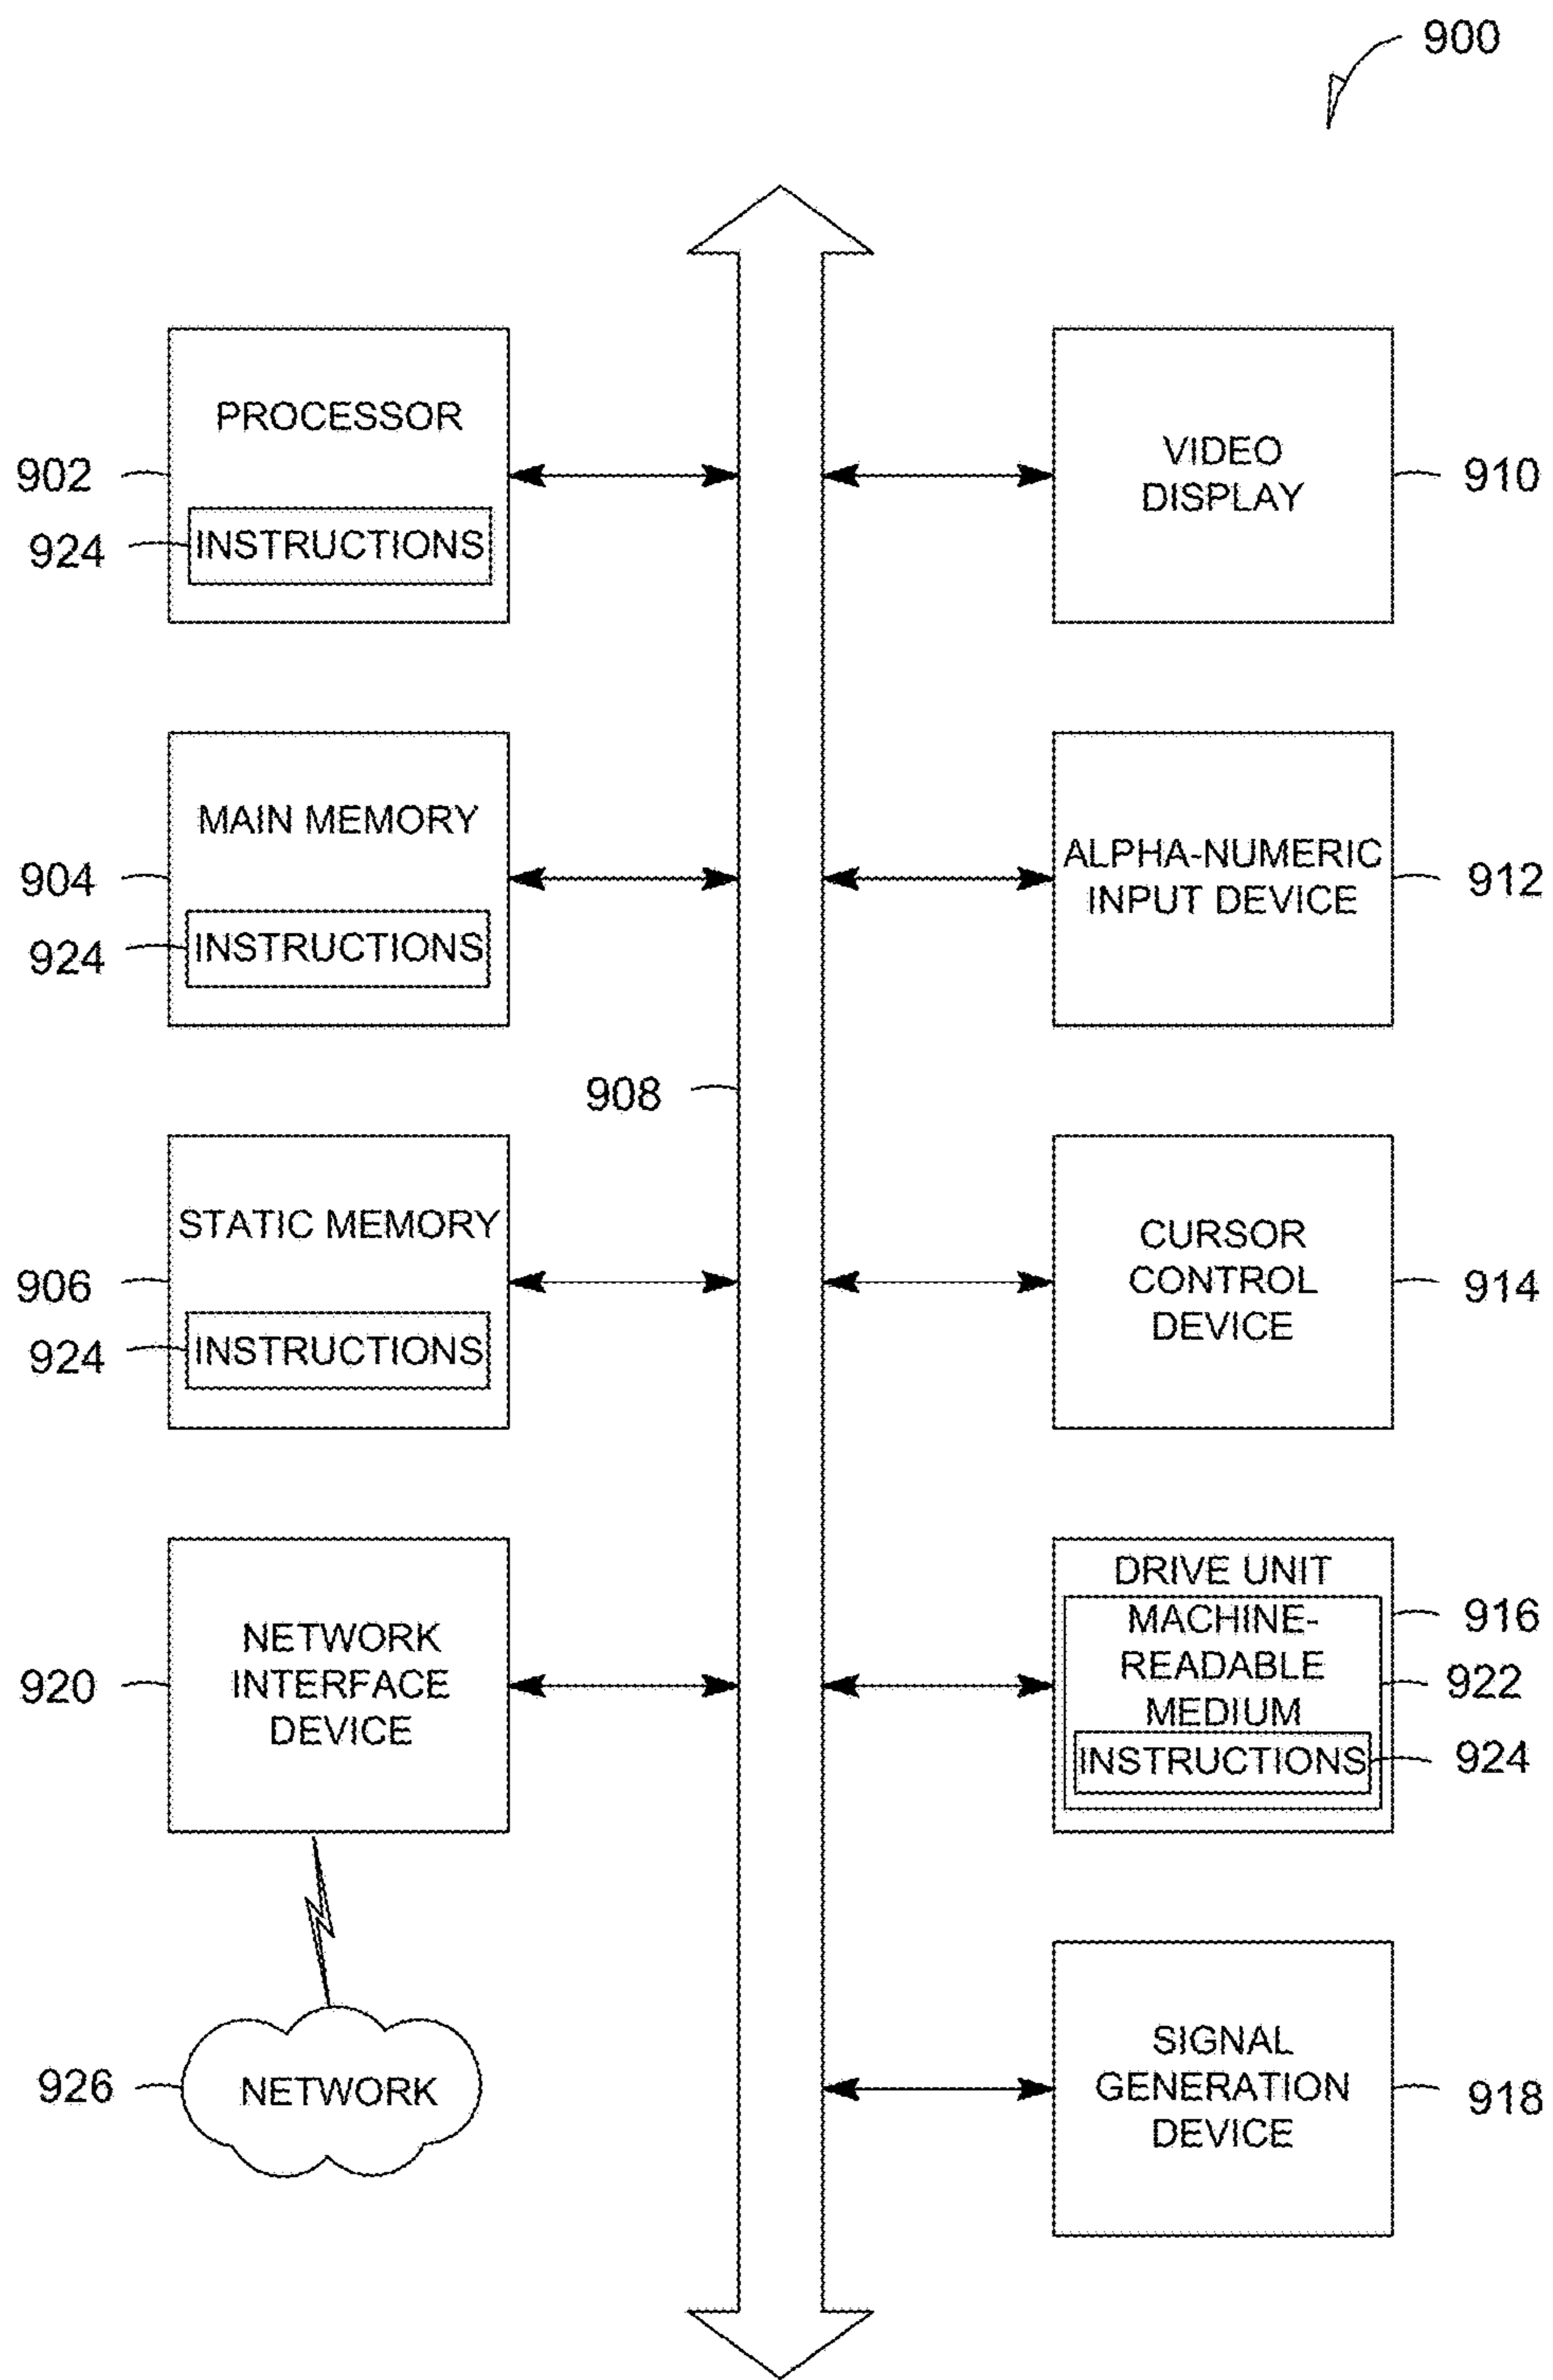 900
PROCESSOR
902
924
INSTRUCTIONS
VIDEO
DISPLAY
910
MAIN MEMORY
904
924
INSTRUCTIONS
ALPHA-NUMERIC
INPUT DEVICE
912
908
STATIC MEMORY
906
924
INSTRUCTIONS
CURSOR
CONTROL
DEVICE
914
NETWORK
INTERFACE
DEVICE
920
DRIVE UNIT
916
MACHINE-
READABLE
MEDIUM
922
INSTRUCTIONS
924
926
NETWORK
SIGNAL
GENERATION
DEVICE
918